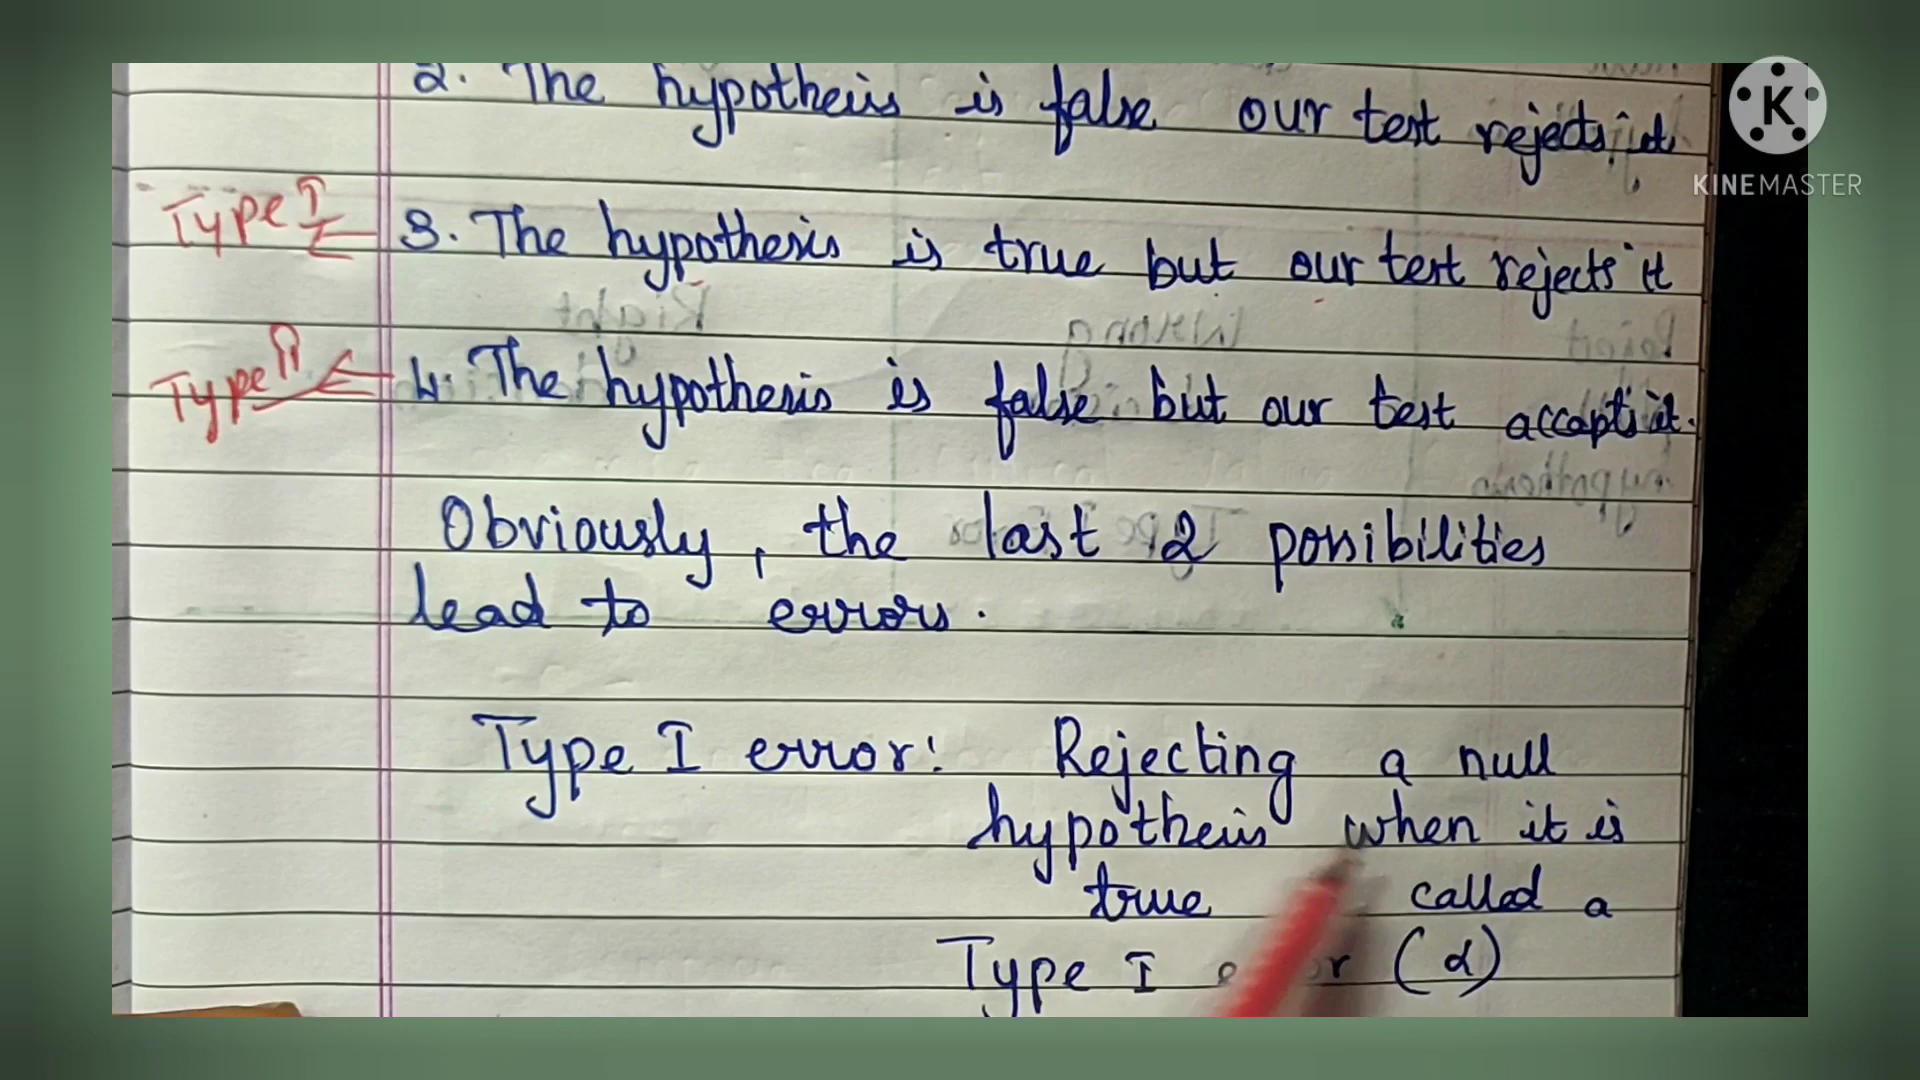 2. The hypothesis is false our test rejects it
Type I
3. The hypothesis is true but our test rejects it
Type II
4. The hypothesis is false but our test accapts it.
Obviously, the last 2 possibilities
lead to errors.
Type I error: Rejecting a null
hypothesis when it is
true called a
Type I (α)
K
KINEMASTER